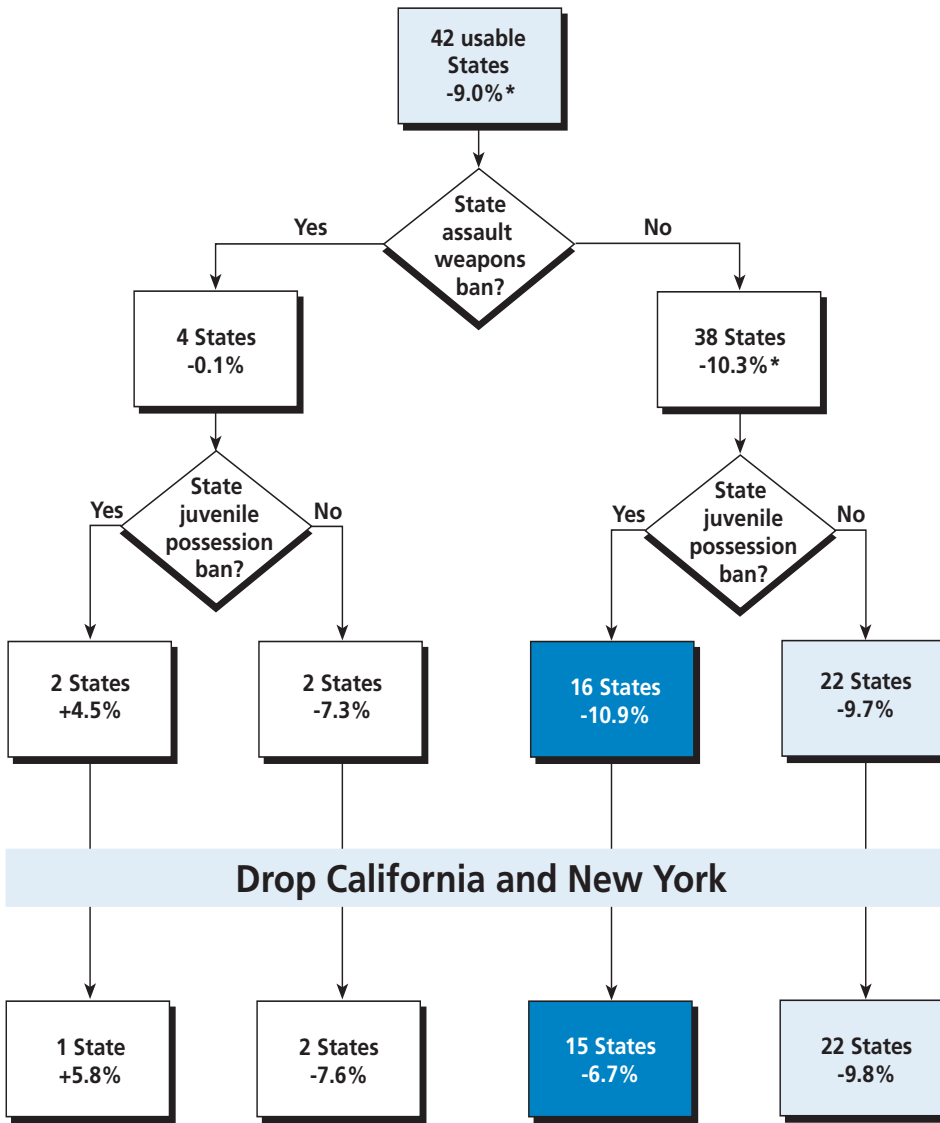 42 usable
States
-9.0%*
State
assault
weapons
ban?
Yes
No
4 States
-0.1%
38 States
-10.3%*
State
juvenile
possession
ban?
Yes
No
State
juvenile
possession
ban?
Yes
No
2 States
+4.5%
2 States
-7.3%
16 States
-10.9%
22 States
-9.7%
Drop California and New York
1 State
+5.8%
2 States
-7.6%
15 States
-6.7%
22 States
-9.8%